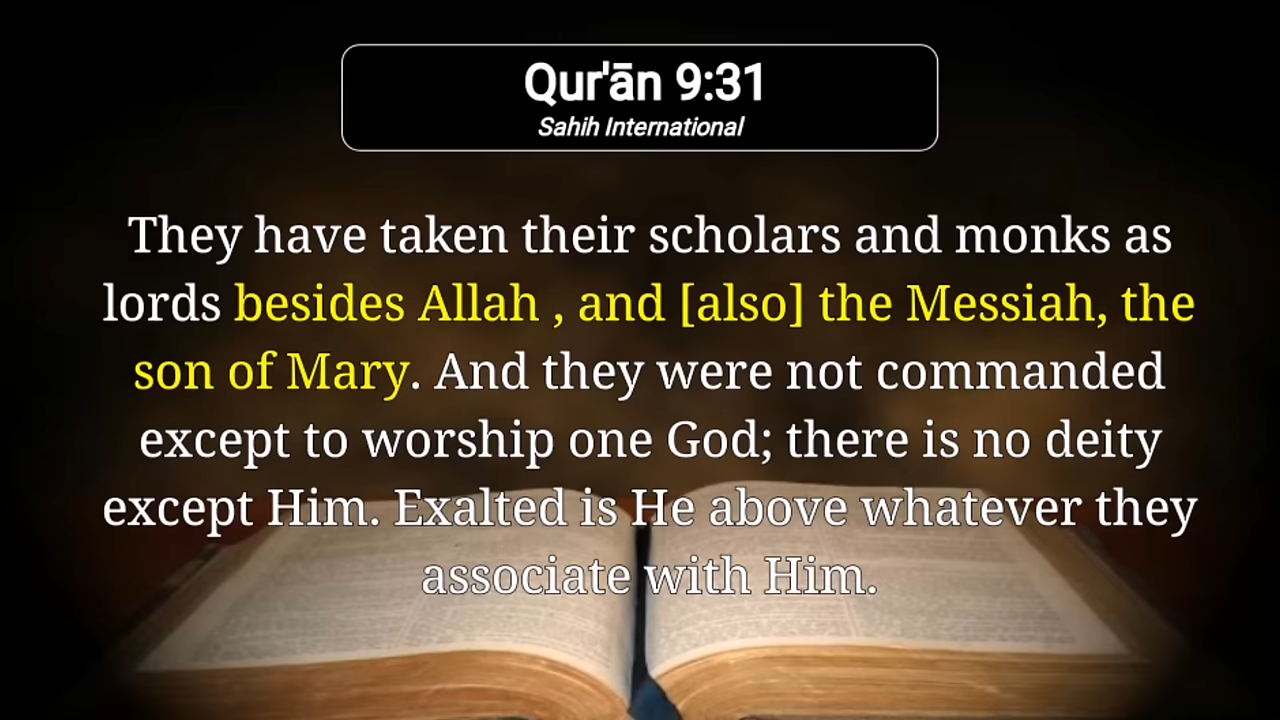 Qur'ān 9:31
Sahih International
They have taken their scholars and monks as
lords besides Allah , and [also] the Messiah, the
son of Mary. And they were not commanded
except to worship one God; there is no deity
except Him. Exalted is He above whatever they
associate with Him.